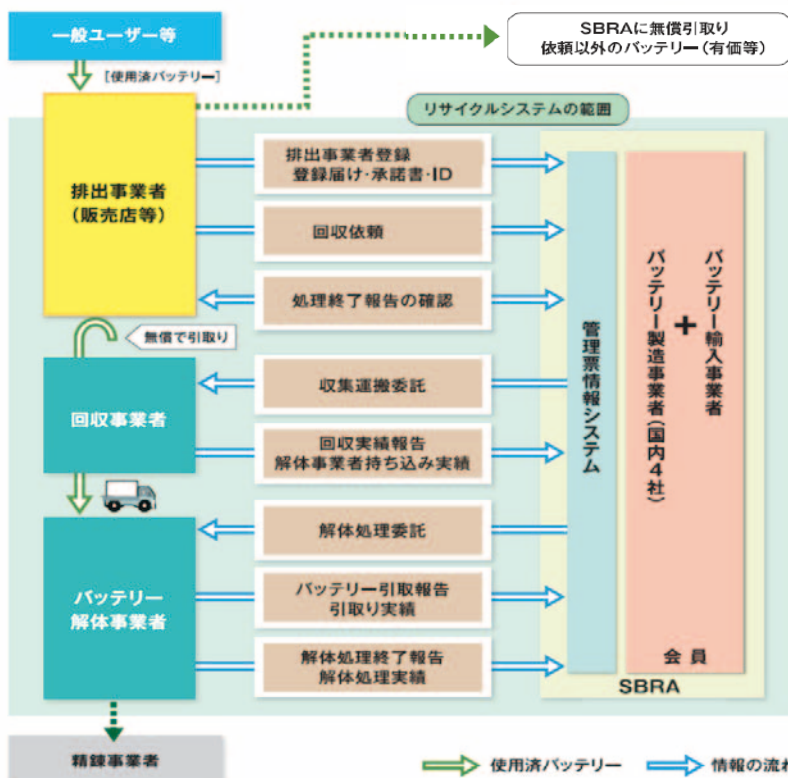 一般ユーザー等
SBRAに無償引取り
依頼以外のバッテリー(有価等)
[使用済バッテリー]
リサイクルシステムの範囲
排出事業者
(販売店等)
排出事業者登録
登録届け・承諾書・ID
回収依頼
処理終了報告の確認
無償で引取り
回収事業者
収集運搬委託
回収実績報告
解体事業者持ち込み実績
バッテリー
解体事業者
解体処理委託
バッテリー引取報告
引取り実績
解体処理終了報告
解体処理実績
管理票情報システム
バッテリー輸入事業者
+
バッテリー製造事業者(国内4社)
会員
SBRA
精錬事業者
使用済バッテリー
情報の流れ